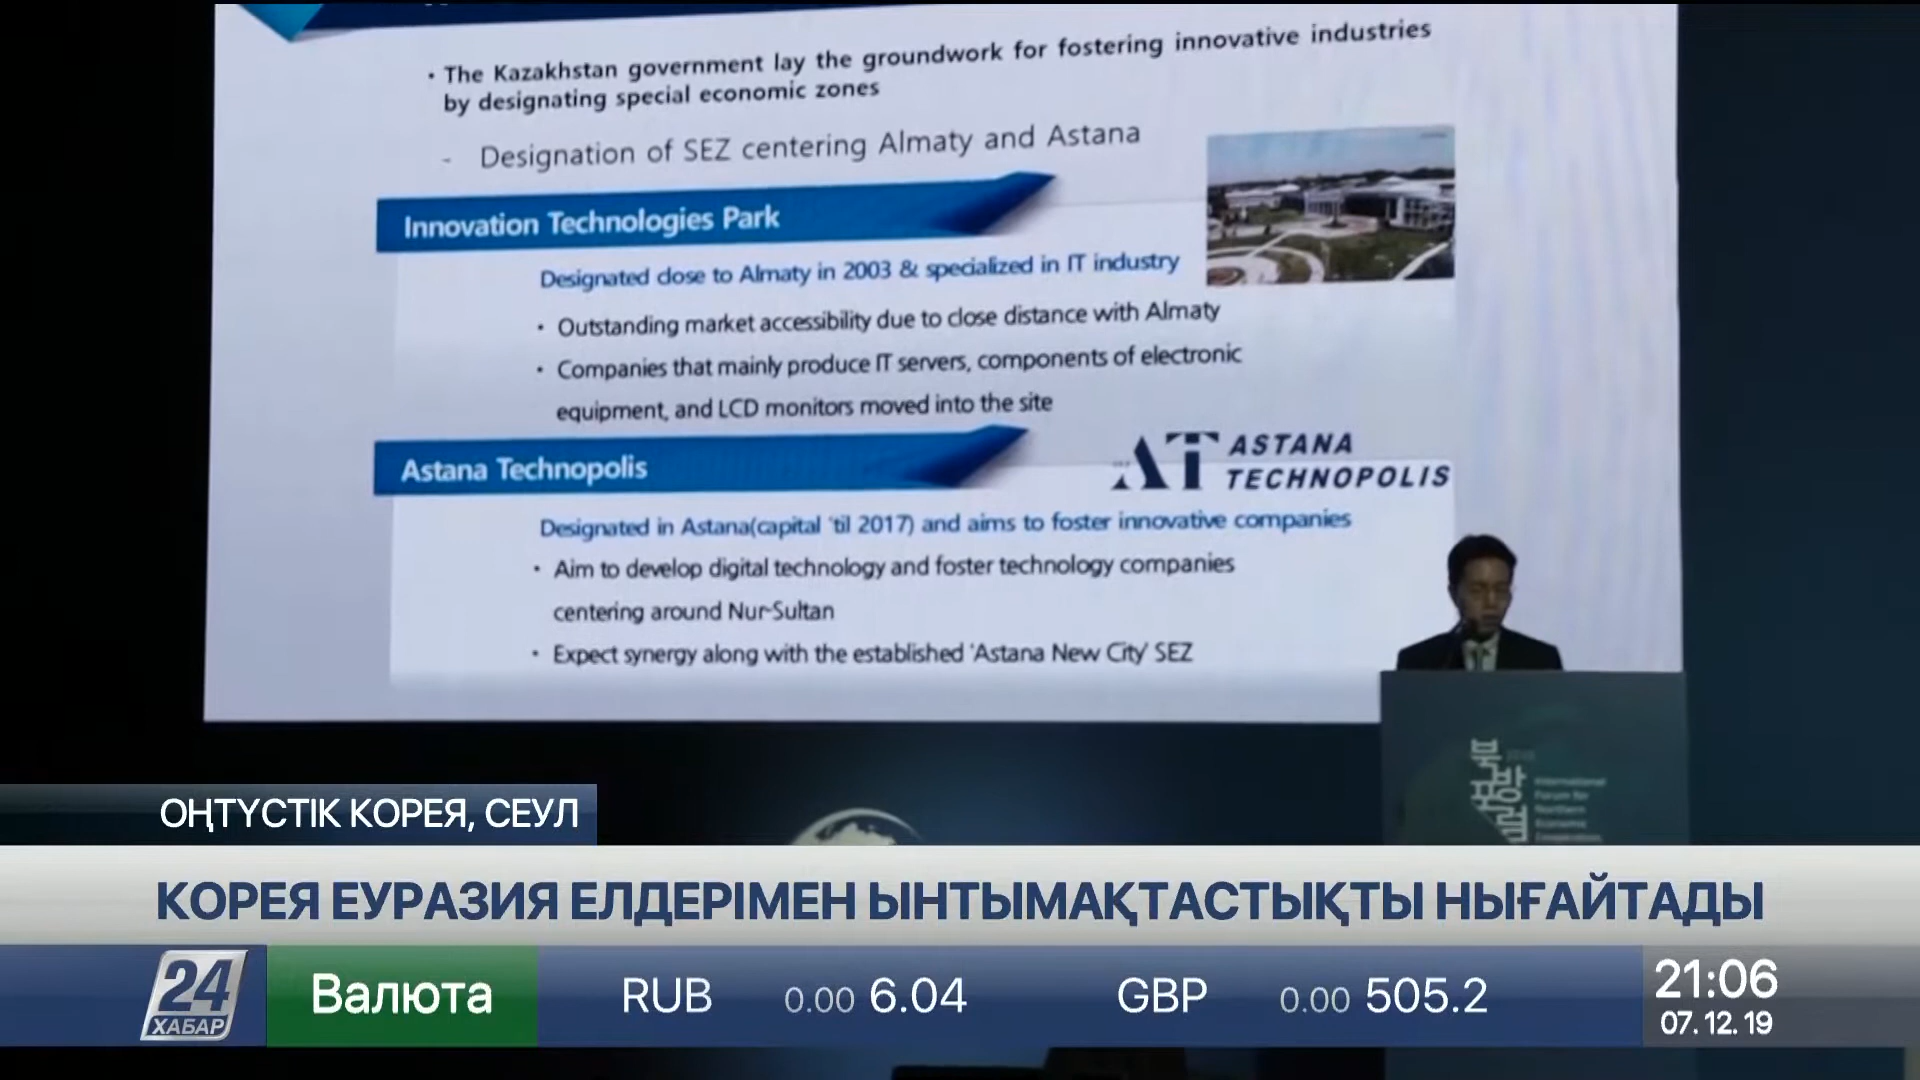 • The Kazakhstan government lay the groundwork for fostering innovative industries
by designating special economic zones
- Designation of SEZ centering Almaty and Astana
Innovation Technologies Park
Designated close to Almaty in 2003 & specialized in IT industry
• Outstanding market accessibility due to close distance with Almaty
• Companies that mainly produce IT servers, components of electronic
equipment, and LCD monitors moved into the site
Astana Technopolis
AT ASTANA
TECHNOPOLIS
Designated in Astana(capital 'til 2017) and aims to foster innovative companies
• Aim to develop digital technology and foster technology companies
centering around Nur-Sultan
• Expect synergy along with the established 'Astana New City' SEZ
북방포럼
International
Forum for
Northern
Economic
Cooperation
ОҢТҮСТІК КОРЕЯ, СЕУЛ
КОРЕЯ ЕУРАЗИЯ ЕЛДЕРІМЕН ЫНТЫМАҚТАСТЫҚТЫ НЫҒАЙТАДЫ
24
ХАБАР
Валюта
RUB 0.00 6.04 GBP 0.00 505.2
21:06
07. 12. 19